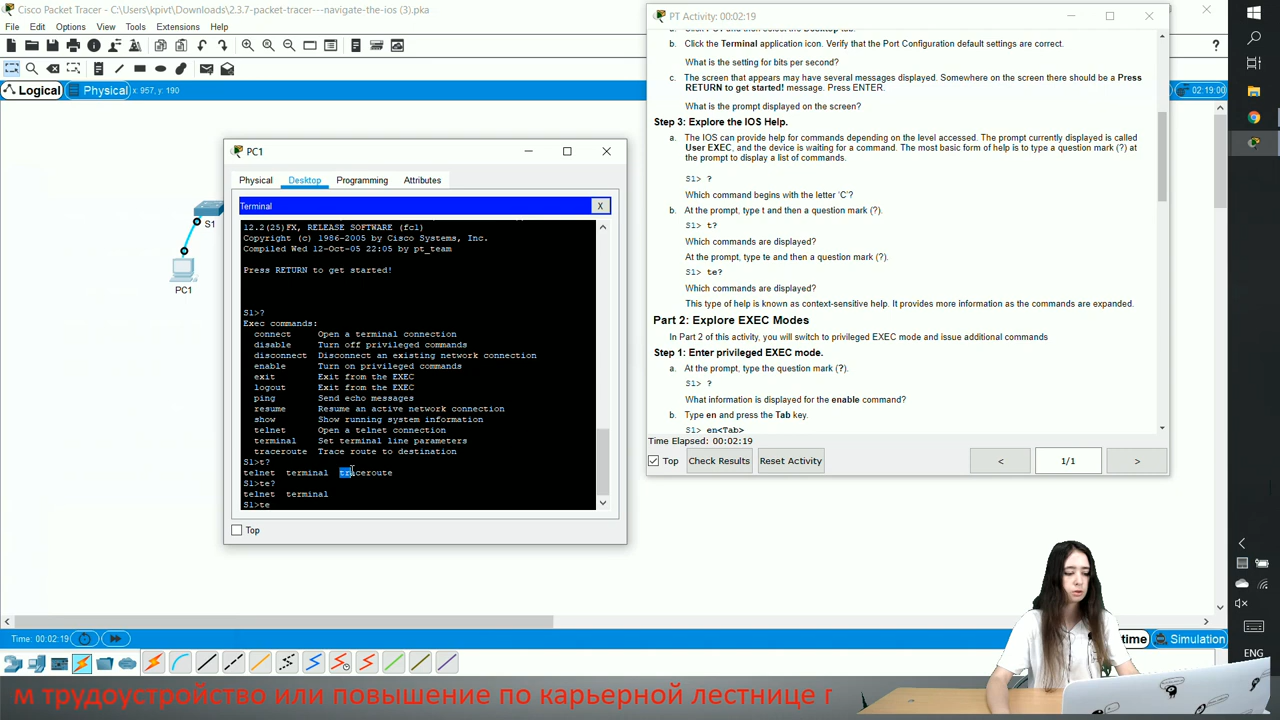 Cisco Packet Tracer - C:\Users\kpivt\Downloads\2.3.7-packet-tracer---navigate-the-ios (3).pka
File Edit Options View Tools Extensions Help
Logical Physical x: 957, y: 190
02:19:00
S1
PC1
PC1
Physical Desktop Programming Attributes
Terminal X
12.2(25)FX, RELEASE SOFTWARE (fc1)
Copyright (c) 1986-2005 by Cisco Systems, Inc.
Compiled Wed 12-Oct-05 22:05 by pt_team
Press RETURN to get started!
S1>?
Exec commands:
connect Open a terminal connection
disable Turn off privileged commands
disconnect Disconnect an existing network connection
enable Turn on privileged commands
exit Exit from the EXEC
logout Exit from the EXEC
ping Send echo messages
resume Resume an active network connection
show Show running system information
telnet Open a telnet connection
terminal Set terminal line parameters
traceroute Trace route to destination
S1>t?
telnet terminal traceroute
S1>te?
telnet terminal
S1>te
Top
PT Activity: 00:02:19
b. Click the Terminal application icon. Verify that the Port Configuration default settings are correct.
What is the setting for bits per second?
c. The screen that appears may have several messages displayed. Somewhere on the screen there should be a Press
RETURN to get started! message. Press ENTER.
What is the prompt displayed on the screen?
Step 3: Explore the IOS Help.
a. The IOS can provide help for commands depending on the level accessed. The prompt currently displayed is called
User EXEC, and the device is waiting for a command. The most basic form of help is to type a question mark (?) at
the prompt to display a list of commands.
S1> ?
Which command begins with the letter ‘C’?
b. At the prompt, type t and then a question mark (?).
S1> t?
Which commands are displayed?
At the prompt, type te and then a question mark (?).
S1> te?
Which commands are displayed?
This type of help is known as context-sensitive help. It provides more information as the commands are expanded.
Part 2: Explore EXEC Modes
In Part 2 of this activity, you will switch to privileged EXEC mode and issue additional commands
Step 1: Enter privileged EXEC mode.
a. At the prompt, type the question mark (?).
S1> ?
What information is displayed for the enable command?
b. Type en and press the Tab key.
S1> en<Tab>
Time Elapsed: 00:02:19
Top Check Results Reset Activity < 1/1 >
Time: 00:02:19
time Simulation
ENG
м трудоустройство или повышение по карьерной лестнице г